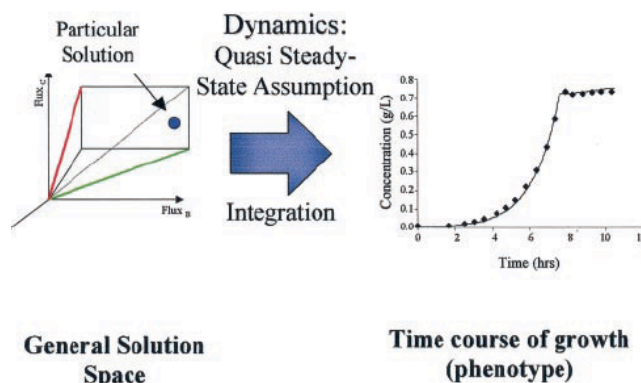 Particular
Solution
Flux C
Flux B
Dynamics:
Quasi Steady-
State Assumption
Integration
Concentration (g/L)
0.8
0.7
0.6
0.5
0.4
0.3
0.2
0.1
0.0
0 2 4 6 8 10 1
Time (hrs)
General Solution
Space
Time course of growth
(phenotype)